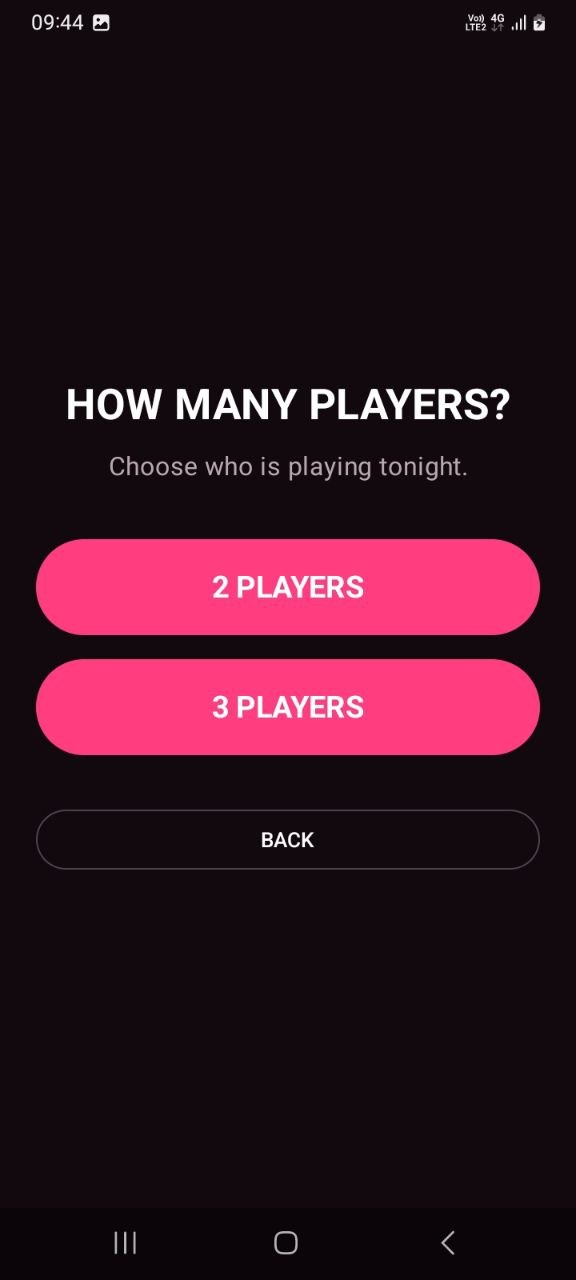 09:44
Vo)) 4G
LTE2
HOW MANY PLAYERS?
Choose who is playing tonight.
2 PLAYERS
3 PLAYERS
BACK